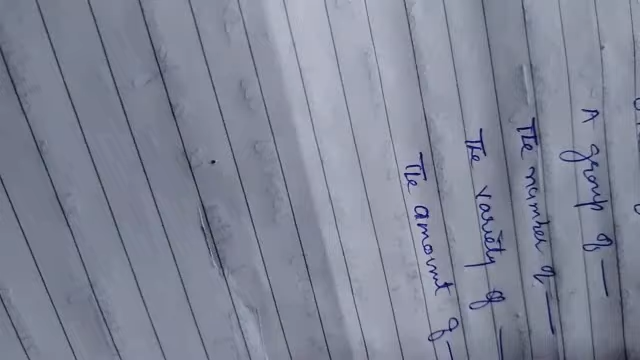 A group of —
The number of —
The variety of —
The amount of —